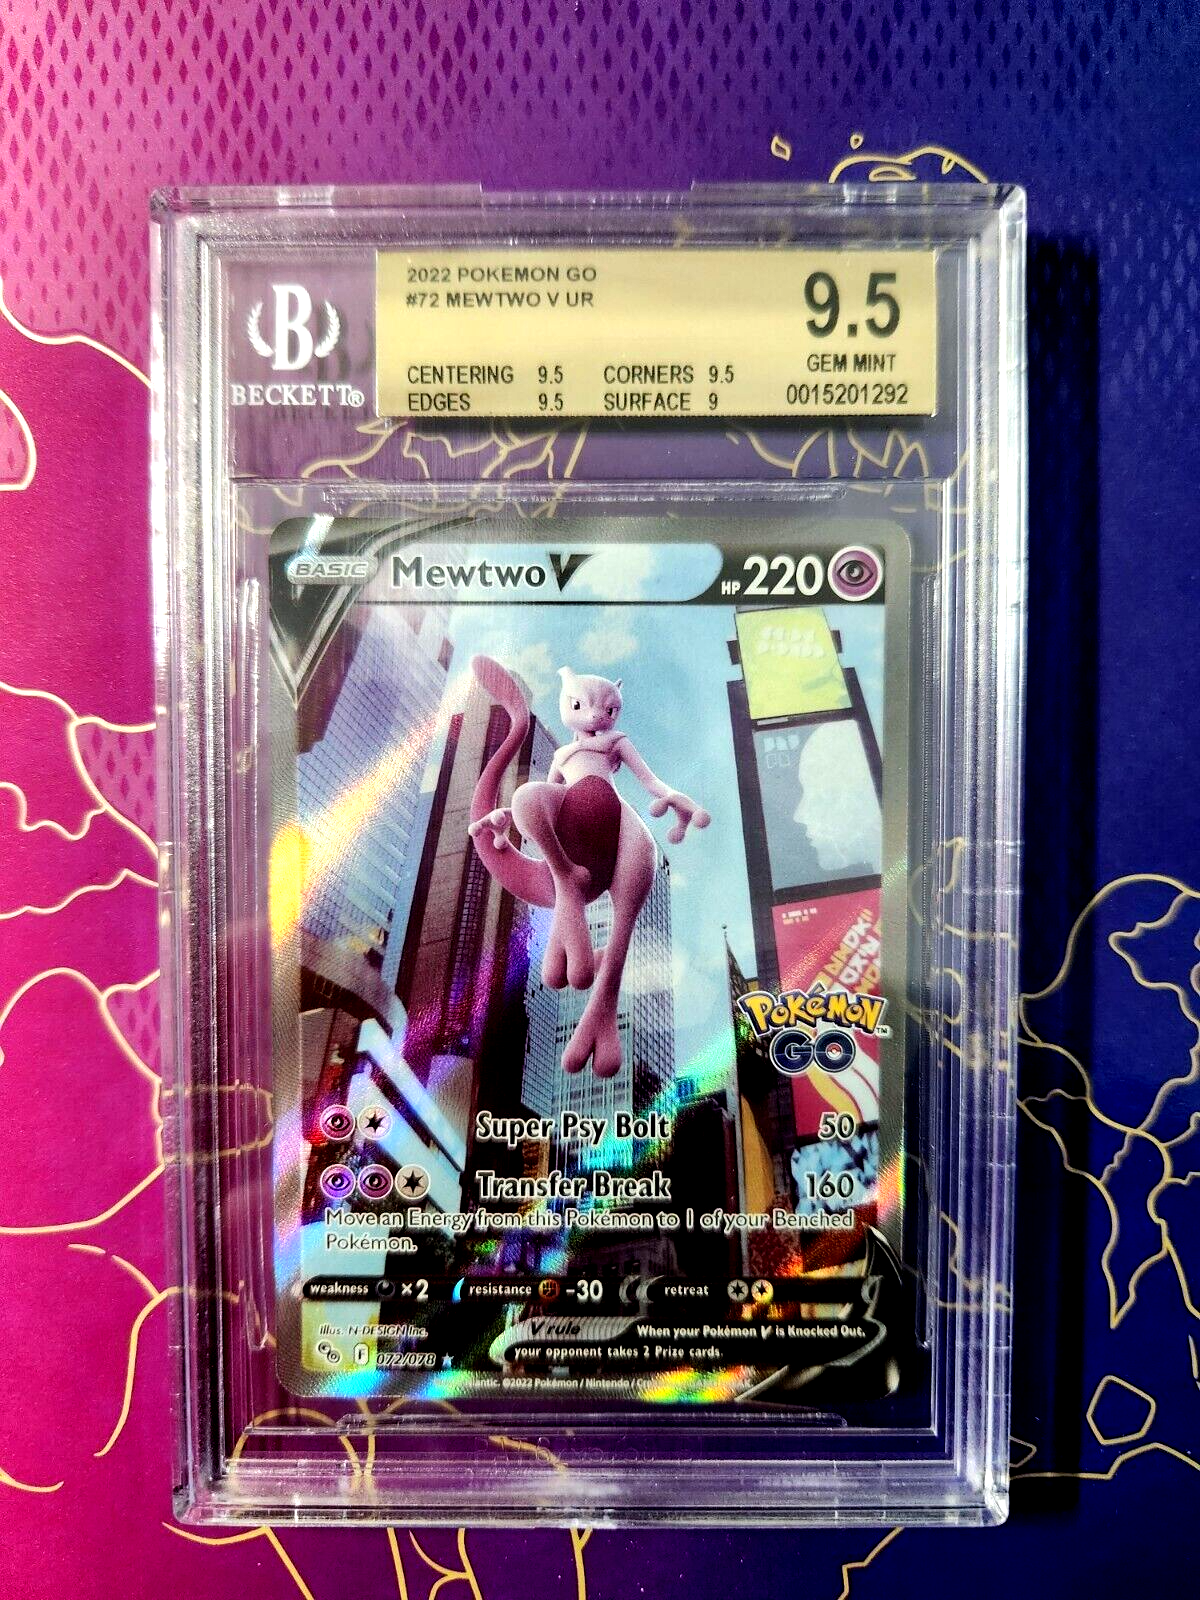 2022 POKEMON GO
#72 MEWTWO V UR
9.5
GEM MINT
0015201292
CENTERING 9.5 CORNERS 9.5
EDGES 9.5 SURFACE 9
B
BECKETT®
BASIC Mewtwo V HP 220
Pokémon™
GO
Super Psy Bolt 50
Transfer Break 160
Move an Energy from this Pokémon to 1 of your Benched
Pokémon.
weakness ×2 resistance -30 retreat
illus. N-DESIGN Inc.
V rule When your Pokémon V is Knocked Out,
your opponent takes 2 Prize cards.
F 072/078
©2022 Pokémon / Nintendo /